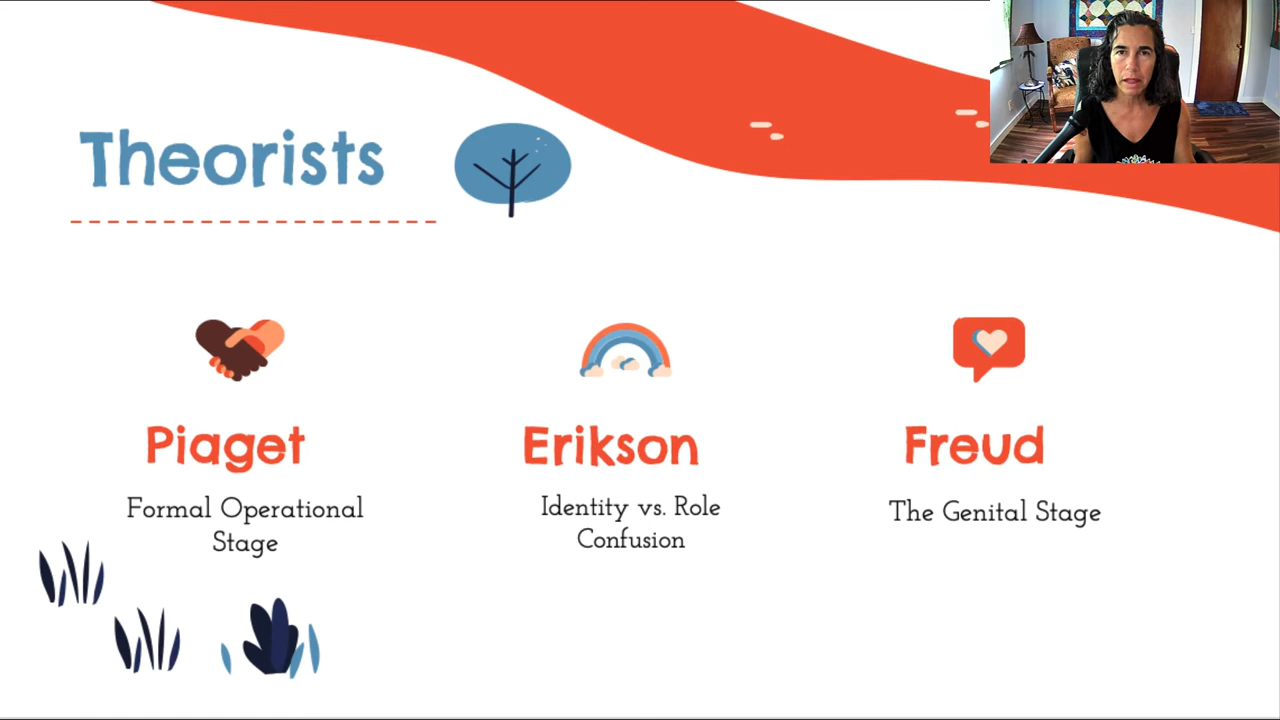 Theorists
Piaget
Formal Operational
Stage
Erikson
Identity vs. Role
Confusion
Freud
The Genital Stage